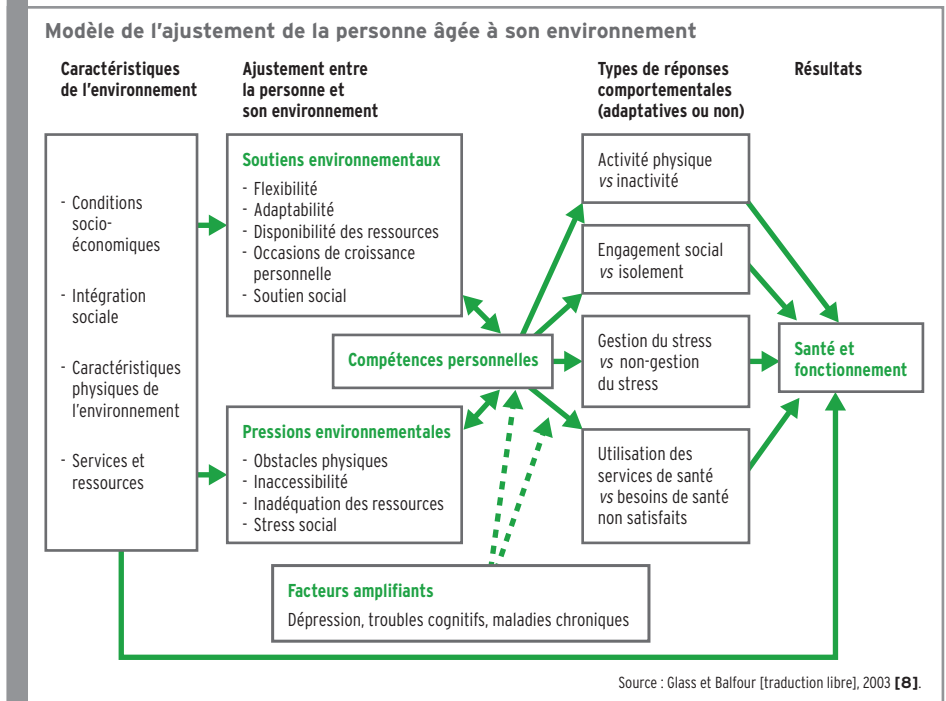 Modèle de l'ajustement de la personne âgée à son environnement
Caractéristiques
de l'environnement
Ajustement entre
la personne et
son environnement
Types de réponses
comportementales
(adaptatives ou non)
Résultats
- Conditions
socio-
économiques
- Intégration
sociale
- Caractéristiques
physiques de
l'environnement
- Services et
ressources
Soutiens environnementaux
- Flexibilité
- Adaptabilité
- Disponibilité des ressources
- Occasions de croissance
personnelle
- Soutien social
Compétences personnelles
Pressions environnementales
- Obstacles physiques
- Inaccessibilité
- Inadéquation des ressources
- Stress social
Facteurs amplifiants
Dépression, troubles cognitifs, maladies chroniques
Activité physique
vs inactivité
Engagement social
vs isolement
Gestion du stress
vs non-gestion
du stress
Utilisation des
services de santé
vs besoins de santé
non satisfaits
Santé et
fonctionnement
Source : Glass et Balfour [traduction libre], 2003 [8].